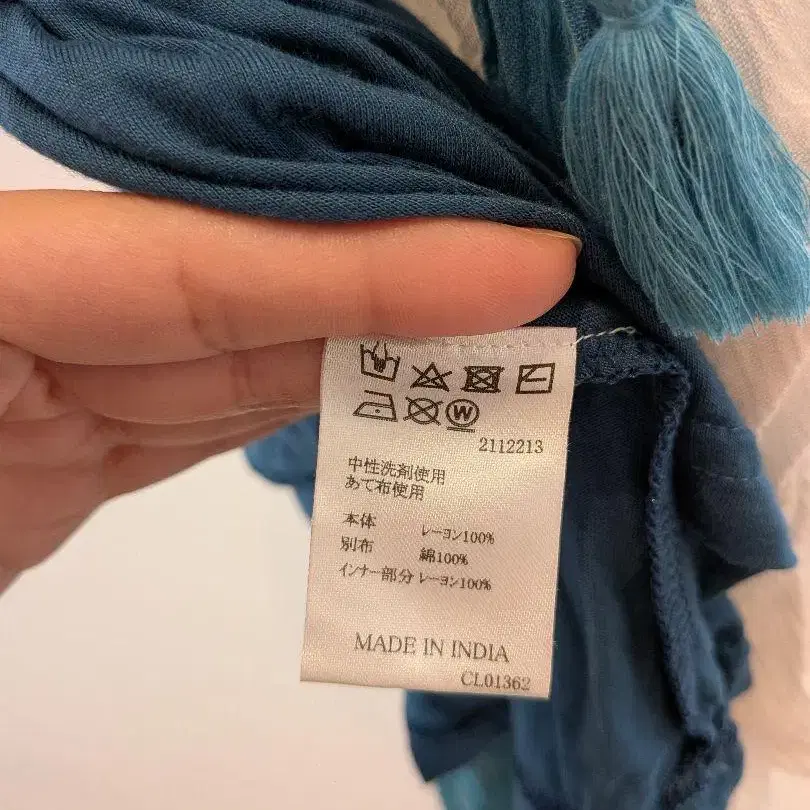 W
2112213
中性洗剤使用
あて布使用
本体 レーヨン100%
別布 綿100%
インナー部分 レーヨン100%
MADE IN INDIA
CL01362